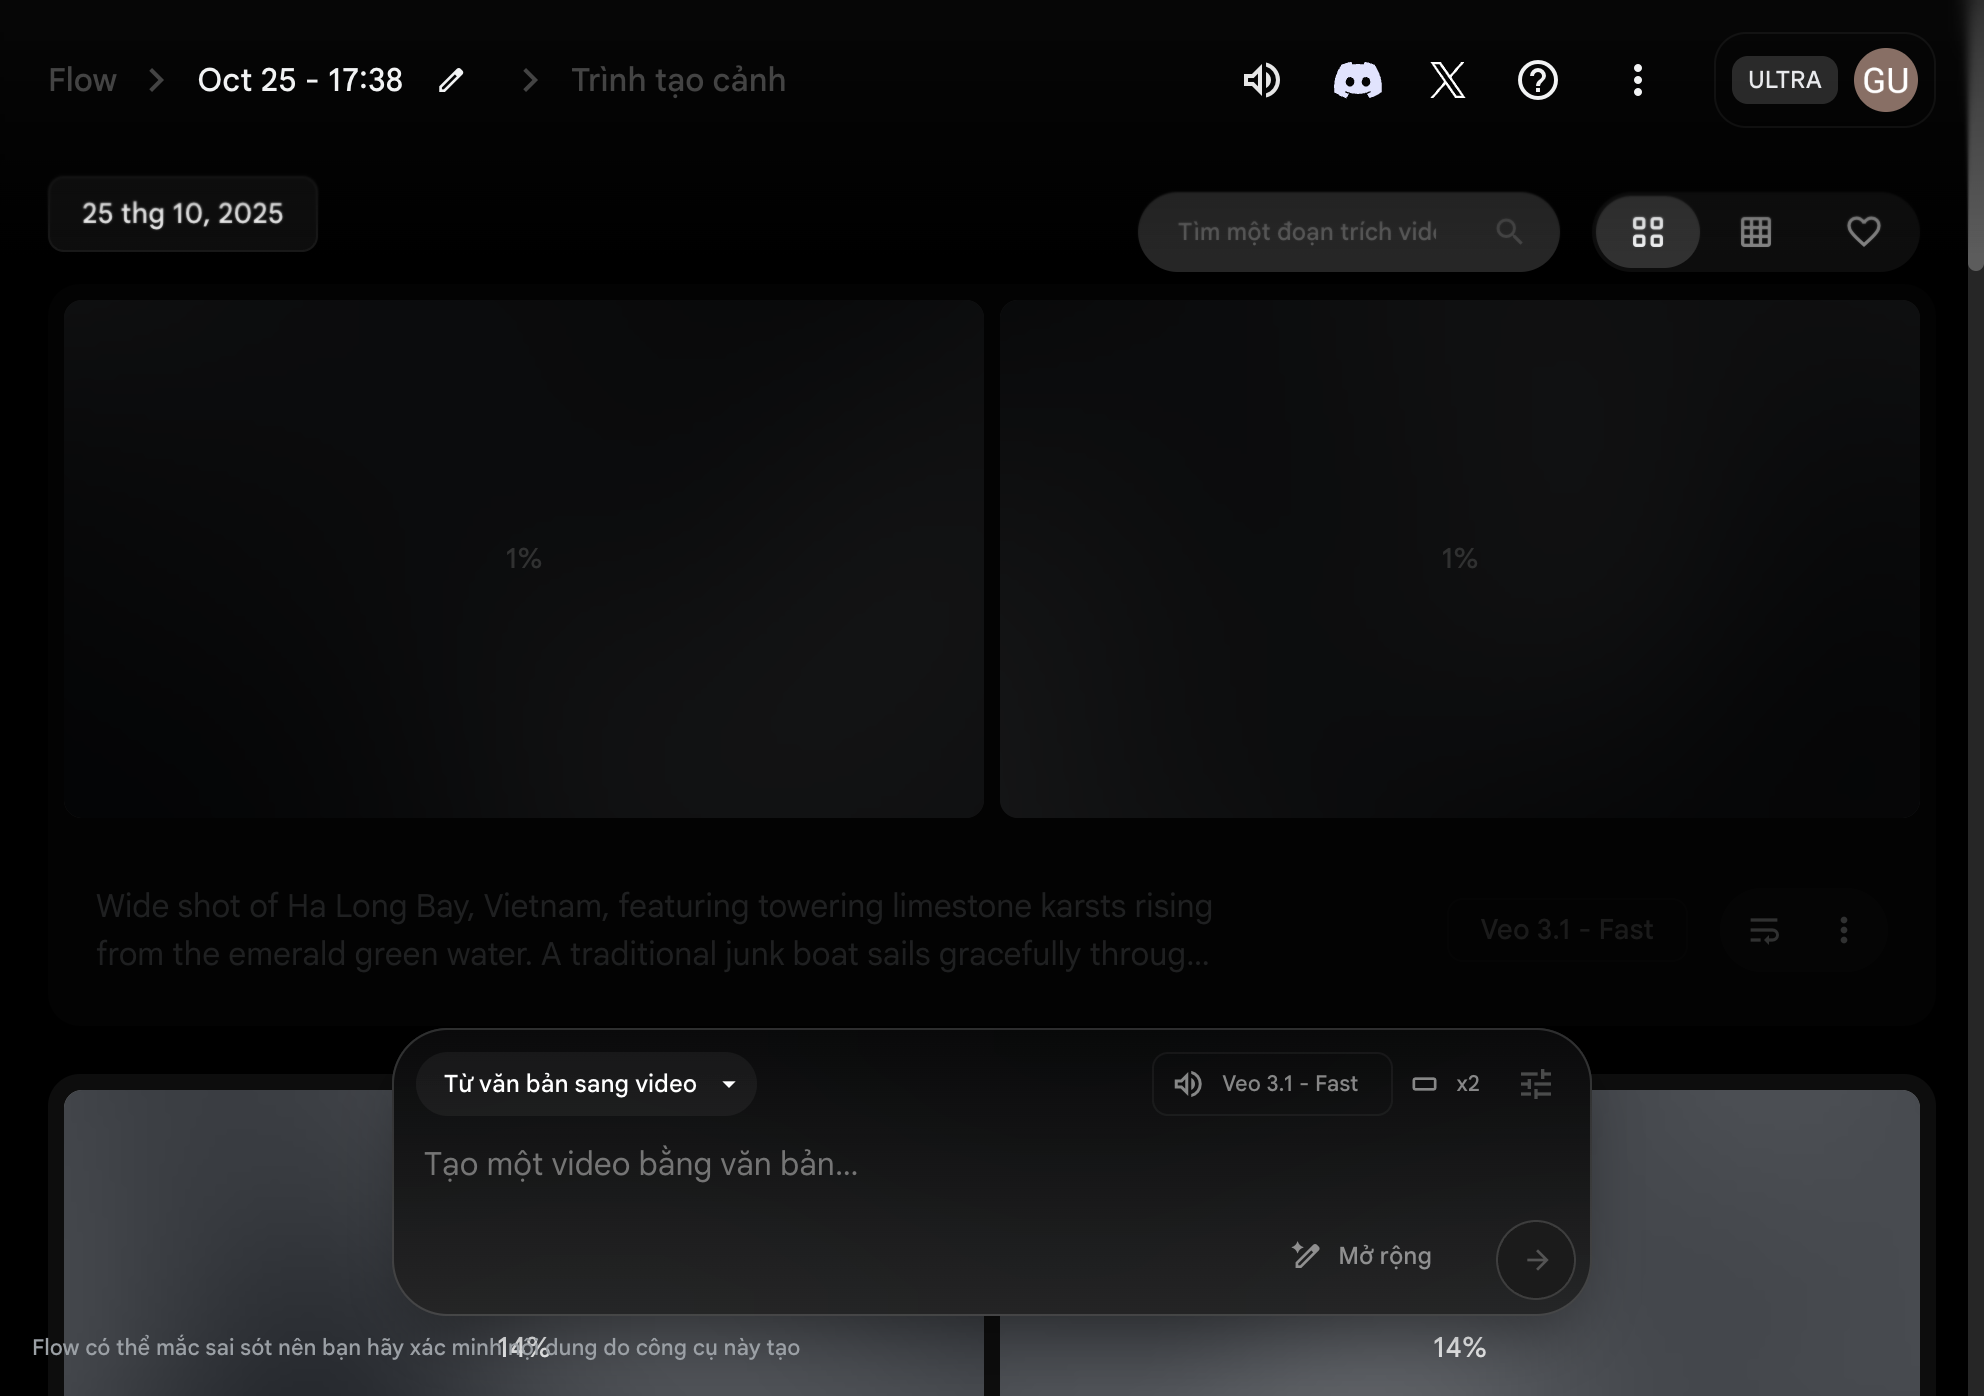 Flow
Oct 25 - 17:38
Trình tạo cảnh
ULTRA
GU
25 thg 10, 2025
Tìm một đoạn trích vid
1%
1%
Wide shot of Ha Long Bay, Vietnam, featuring towering limestone karsts rising
from the emerald green water. A traditional junk boat sails gracefully throug...
Veo 3.1 - Fast
Từ văn bản sang video
Veo 3.1 - Fast
x2
Tạo một video bằng văn bản...
Mở rộng
Flow có thể mắc sai sót nên bạn hãy xác minh nội dung do công cụ này tạo
14%
14%